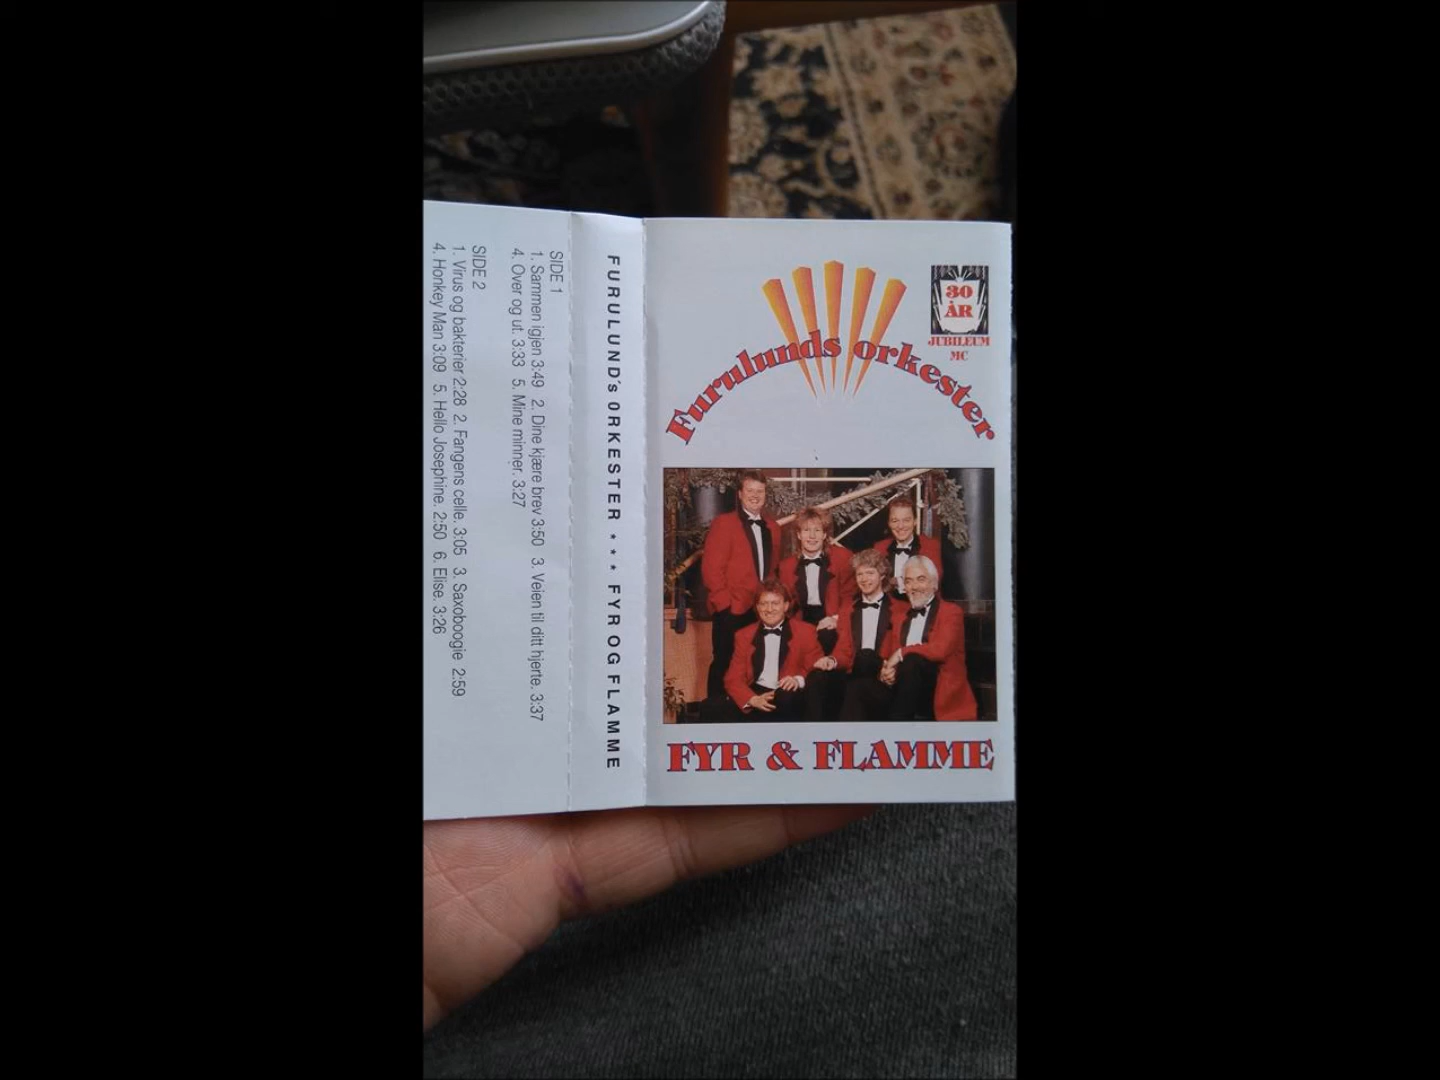 30
ÅR
JUBILEUM
MC
Furulunds orkester
FYR & FLAMME
FURULUND's ORKESTER *** FYR OG FLAMME
SIDE 1
1. Sammen igjen 3:49 2. Dine kjære brev 3:50 3. Veien til ditt hjerte. 3:37
4. Over og ut. 3:33 5. Mine minner. 3:27
SIDE 2
1. Virus og bakterier 2:28 2. Fangens celle. 3:05 3. Saxoboogie 2:59
4. Honkey Man 3:09 5. Hello Josephine. 2:50 6. Elise. 3:26